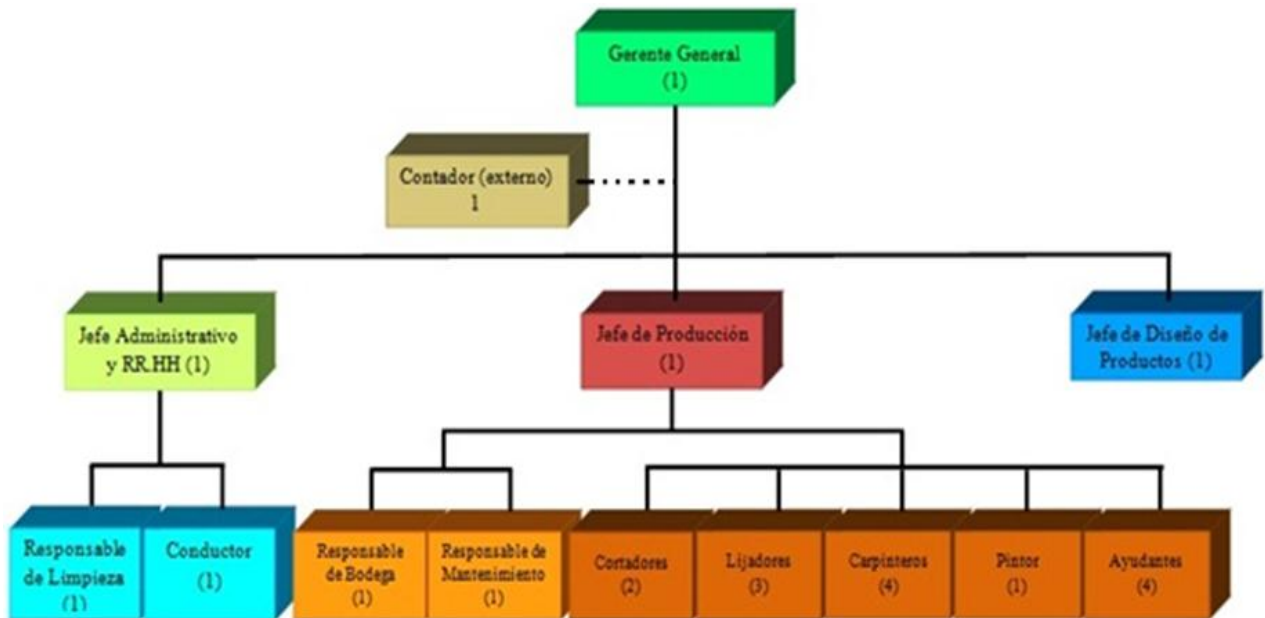 Gerente General
(1)
Contador (externo)
1
Jefe Administrativo
y RR.HH (1)
Jefe de Producción
(1)
Jefe de Diseño de
Productos (1)
Responsable
de Limpieza
(1)
Conductor
(1)
Responsable
de Bodega
(1)
Responsable de
Mantenimiento
(1)
Cortadores
(2)
Lijadores
(3)
Carpinteros
(4)
Pintor
(1)
Ayudantes
(4)